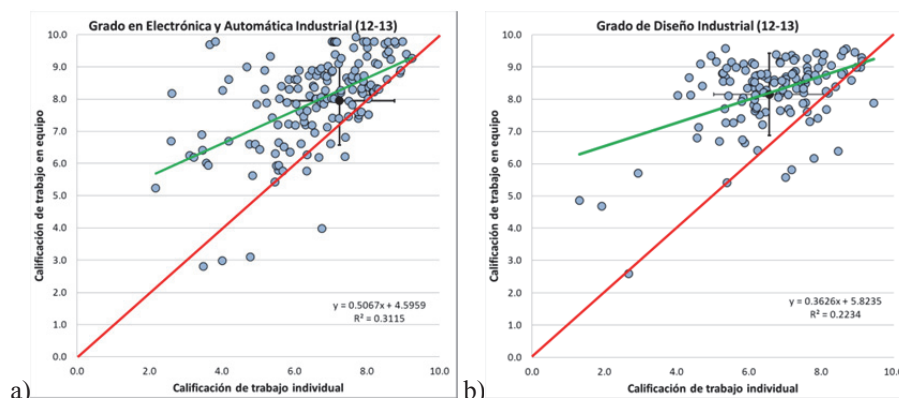 Grado en Electrónica y Automática Industrial (12-13)
Calificación de trabajo en equipo
10.0
9.0
8.0
7.0
6.0
5.0
4.0
3.0
2.0
1.0
0.0
y = 0.5067x + 4.5959
R² = 0.3115
0.0 2.0 4.0 6.0 8.0 10.0
Calificación de trabajo individual
a)
Grado de Diseño Industrial (12-13)
Calificación de trabajo en equipo
10.0
9.0
8.0
7.0
6.0
5.0
4.0
3.0
2.0
1.0
0.0
y = 0.3626x + 5.8235
R² = 0.2234
0.0 2.0 4.0 6.0 8.0 10.0
Calificación de trabajo individual
b)